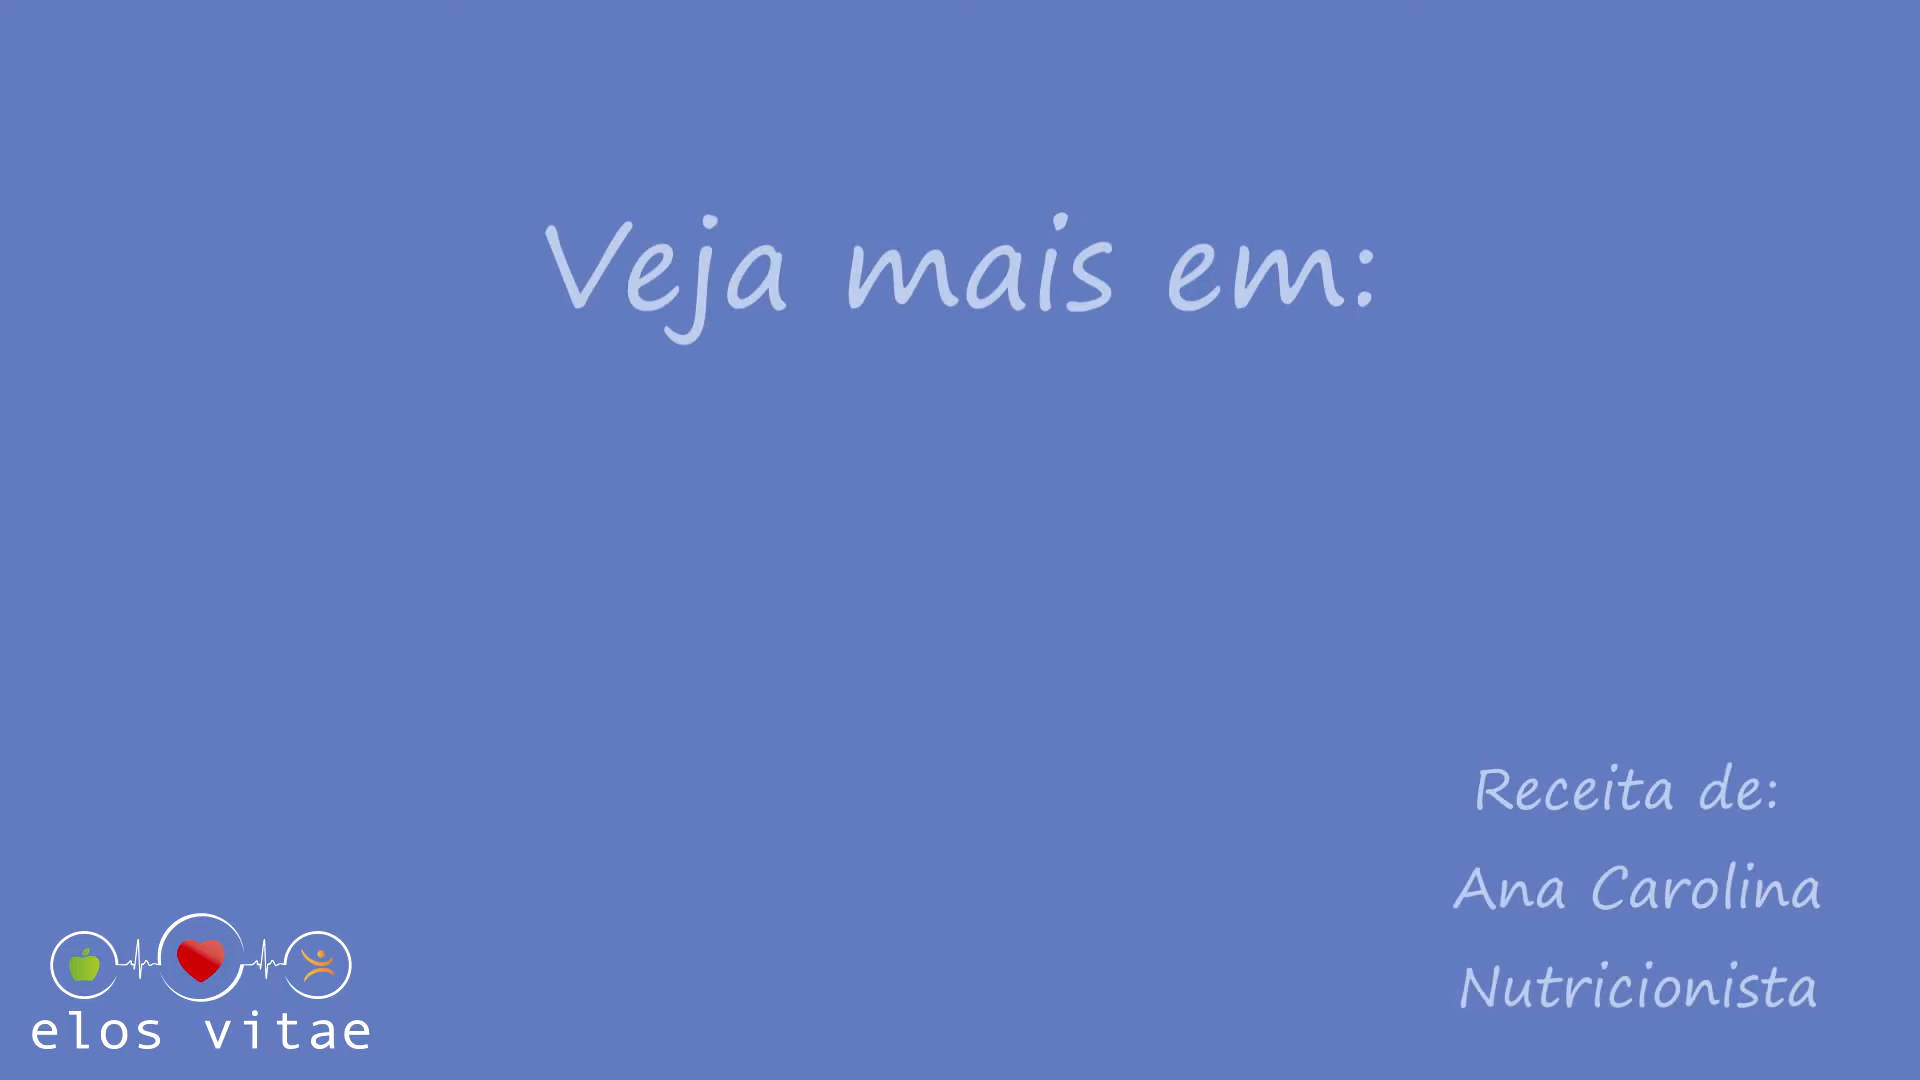 Veja mais em:
Receita de:
Ana Carolina
Nutricionista
elos vitae